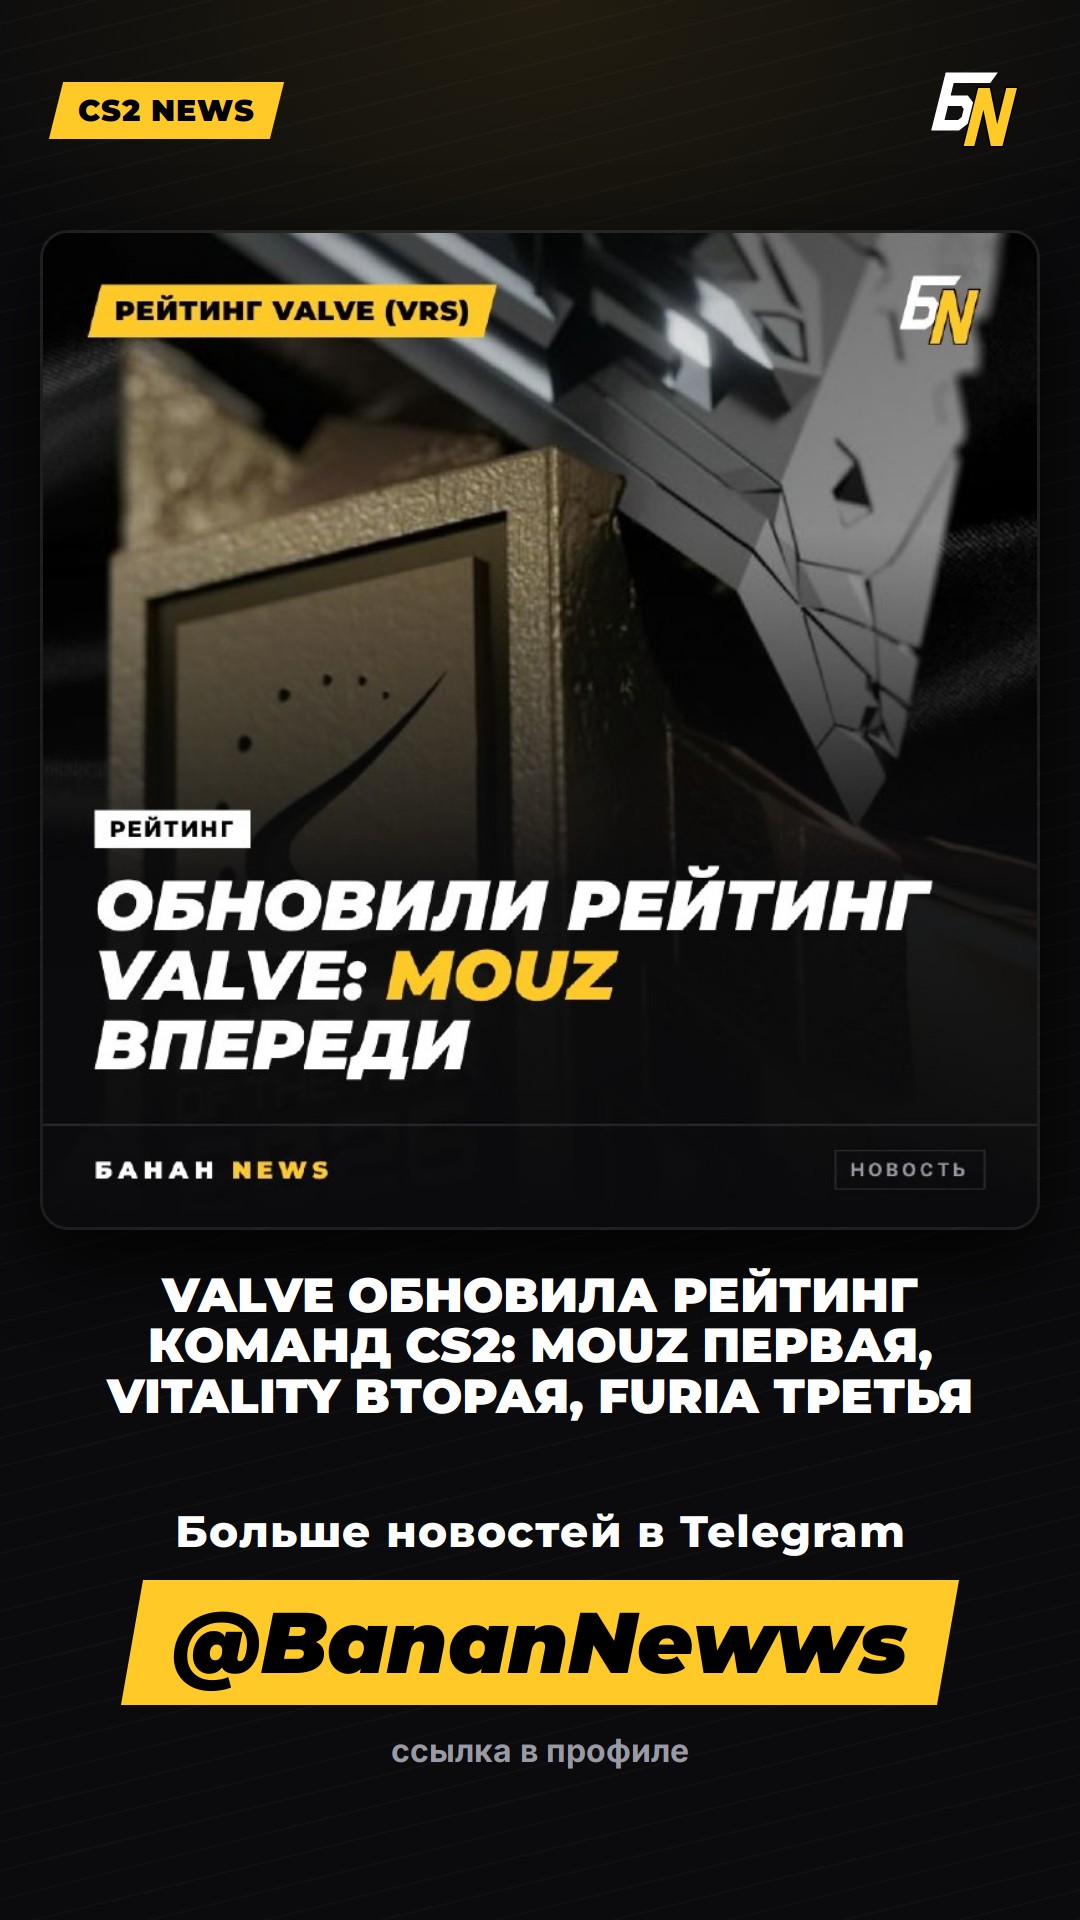 CS2 NEWS
БN
РЕЙТИНГ VALVE (VRS)
БN
РЕЙТИНГ
ОБНОВИЛИ РЕЙТИНГ
VALVE: MOUZ
ВПЕРЕДИ
БАНАН NEWS
НОВОСТЬ
VALVE ОБНОВИЛА РЕЙТИНГ
КОМАНД CS2: MOUZ ПЕРВАЯ,
VITALITY ВТОРАЯ, FURIA ТРЕТЬЯ
Больше новостей в Telegram
@BananNewws
ссылка в профиле